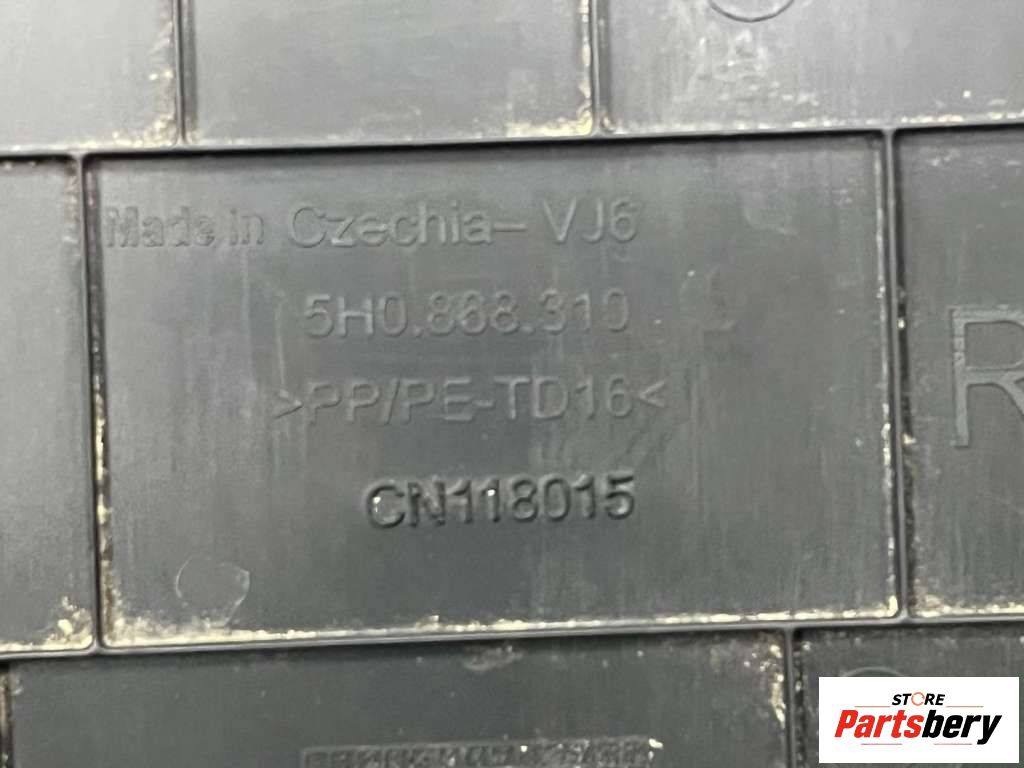 Made in Czechia- VJ6
5H0.868.310
>PP/PE-TD16<
CN118015
R
STORE
Partsbery